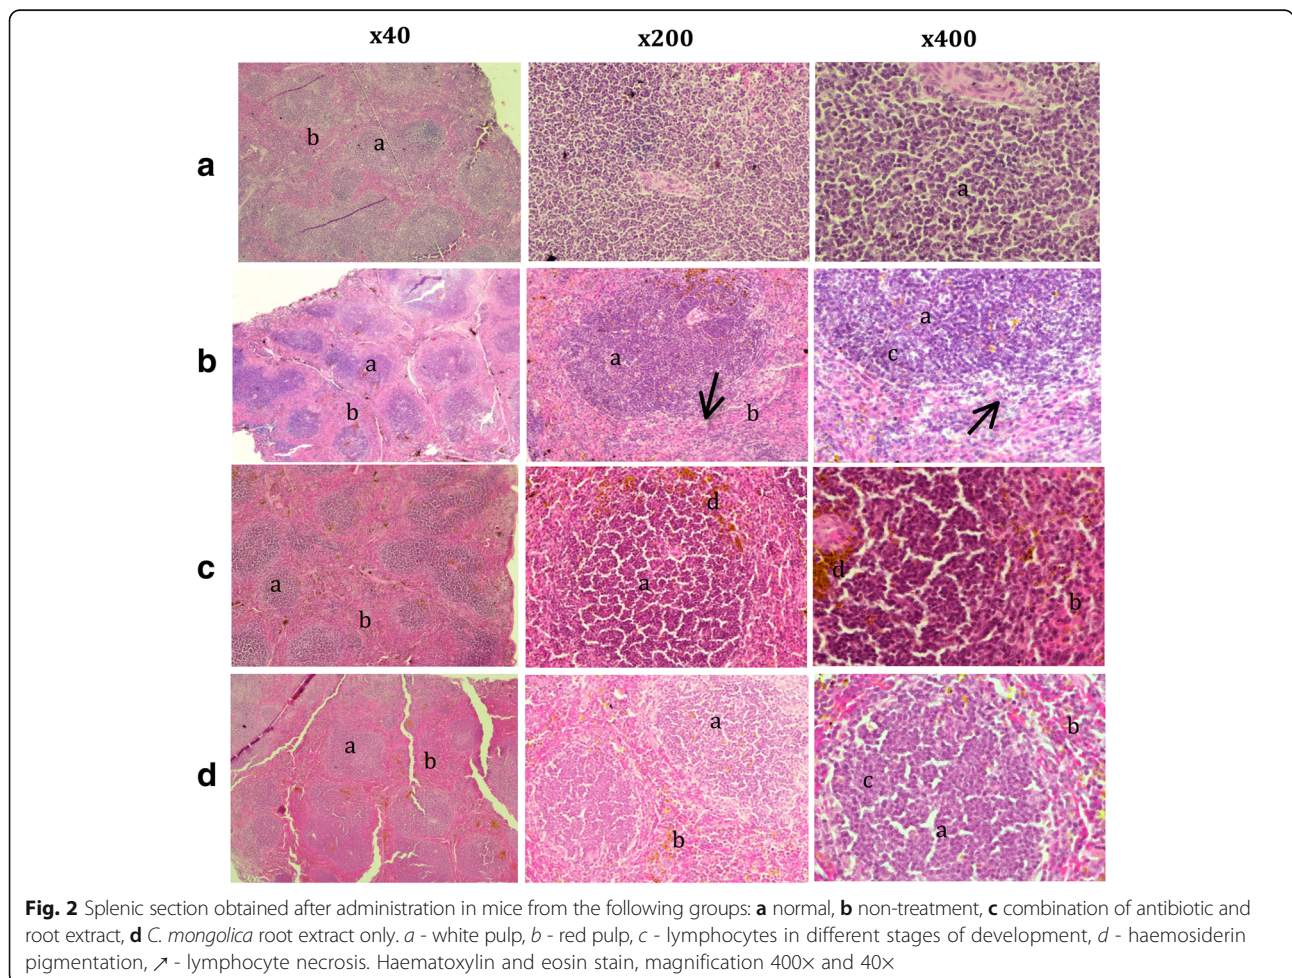 x40 x200 x400
a
b a
a
b
a
b
a
b
a
c
c
a
b
d
a
d
b
d
a
b
a
b
b
c
a
Fig. 2 Splenic section obtained after administration in mice from the following groups: a normal, b non-treatment, c combination of antibiotic and
root extract, d C. mongolica root extract only. a - white pulp, b - red pulp, c - lymphocytes in different stages of development, d - haemosiderin
pigmentation, ↗ - lymphocyte necrosis. Haematoxylin and eosin stain, magnification 400× and 40×